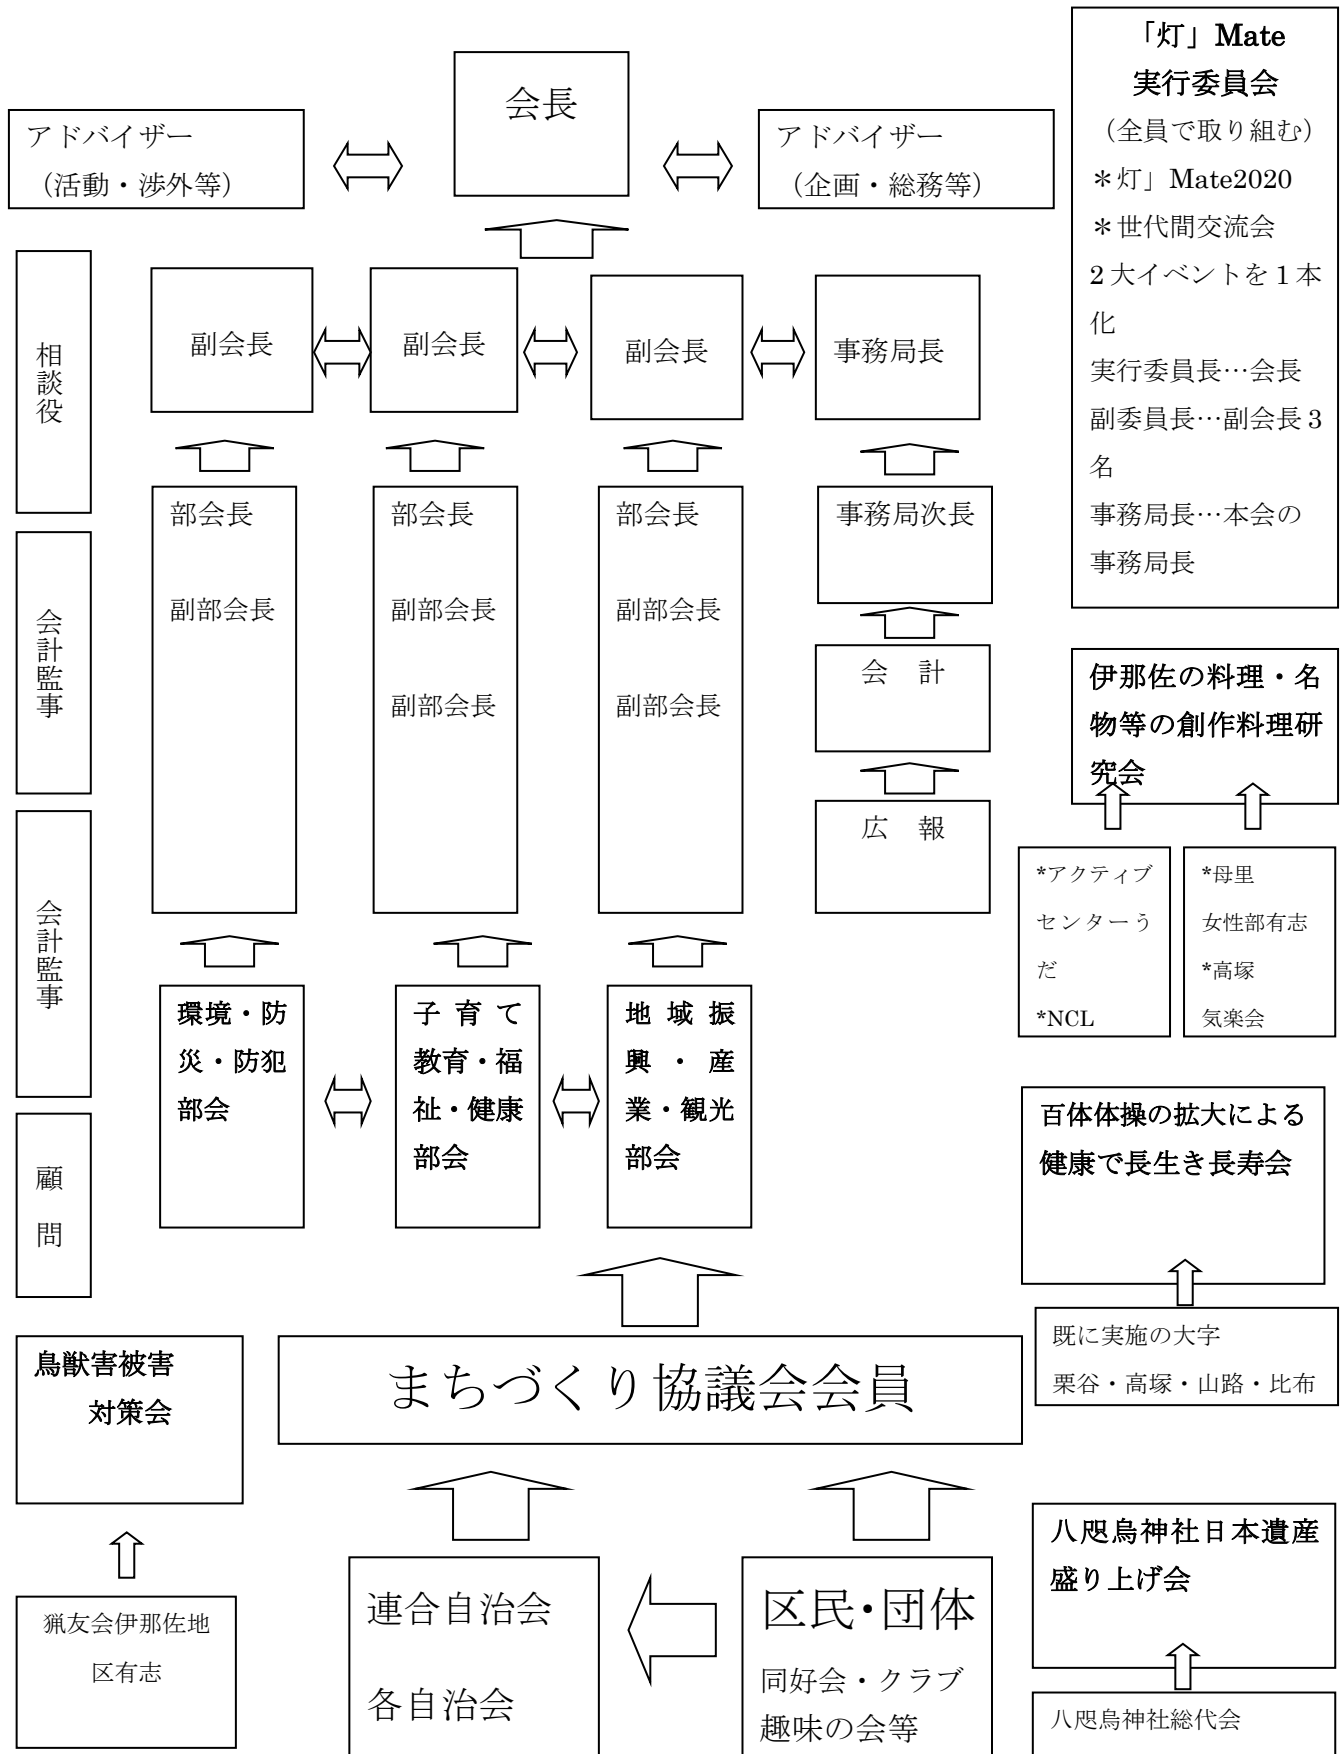 会長
アドバイザー
（活動・渉外等）
アドバイザー
（企画・総務等）
「灯」Mate
実行委員会
（全員で取り組む）
＊灯」Mate2020
＊世代間交流会
2大イベントを1本
化
実行委員長…会長
副委員長…副会長3
名
事務局長…本会の
事務局長
相談役
会計監事
会計監事
顧問
副会長
副会長
副会長
事務局長
部会長
副部会長
部会長
副部会長
副部会長
部会長
副部会長
副部会長
事務局次長
会　計
広　報
伊那佐の料理・名
物等の創作料理研
究会
*アクティブ
センターう
だ
*NCL
*母里
女性部有志
*高塚
気楽会
環境・防
災・防犯
部会
子育て
教育・福
祉・健康
部会
地域振
興・産
業・観光
部会
百体体操の拡大による
健康で長生き長寿会
既に実施の大字
栗谷・高塚・山路・比布
鳥獣害被害
対策会
猟友会伊那佐地
区有志
まちづくり協議会会員
連合自治会
各自治会
区民・団体
同好会・クラブ
趣味の会等
八咫烏神社日本遺産
盛り上げ会
八咫烏神社総代会